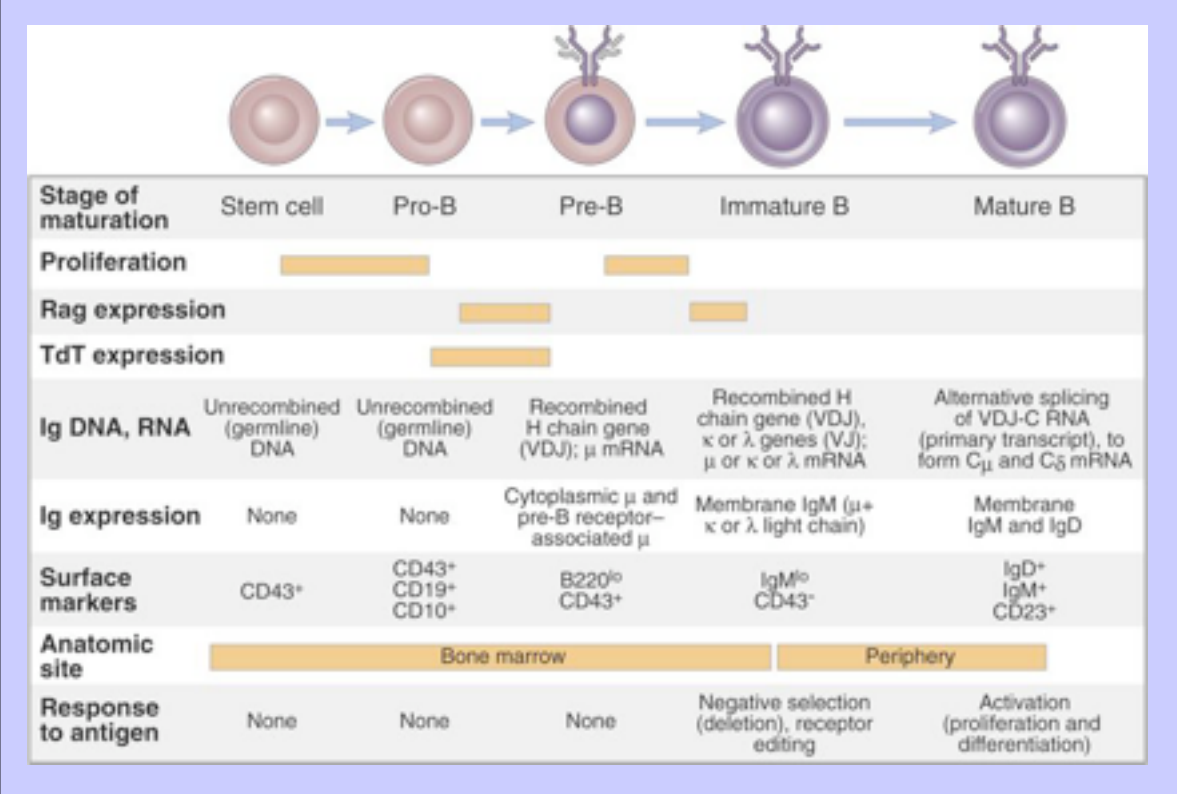 Stage of
maturation
Stem cell
Pro-B
Pre-B
Immature B
Mature B
Proliferation
Rag expression
TdT expression
Ig DNA, RNA
Unrecombined
(germline)
DNA
Unrecombined
(germline)
DNA
Recombined
H chain gene
(VDJ); μ mRNA
Recombined H
chain gene (VDJ),
κ or λ genes (VJ);
μ or κ or λ mRNA
Alternative splicing
of VDJ-C RNA
(primary transcript), to
form Cμ and Cδ mRNA
Ig expression
None
None
Cytoplasmic μ and
pre-B receptor–
associated μ
Membrane IgM (μ+
κ or λ light chain)
Membrane
IgM and IgD
Surface
markers
CD43⁺
CD43⁺
CD19⁺
CD10⁺
B220ˡᵒ
CD43⁺
IgMˡᵒ
CD43⁻
IgD⁺
IgM⁺
CD23⁺
Anatomic
site
Bone marrow
Periphery
Response
to antigen
None
None
None
Negative selection
(deletion), receptor
editing
Activation
(proliferation and
differentiation)